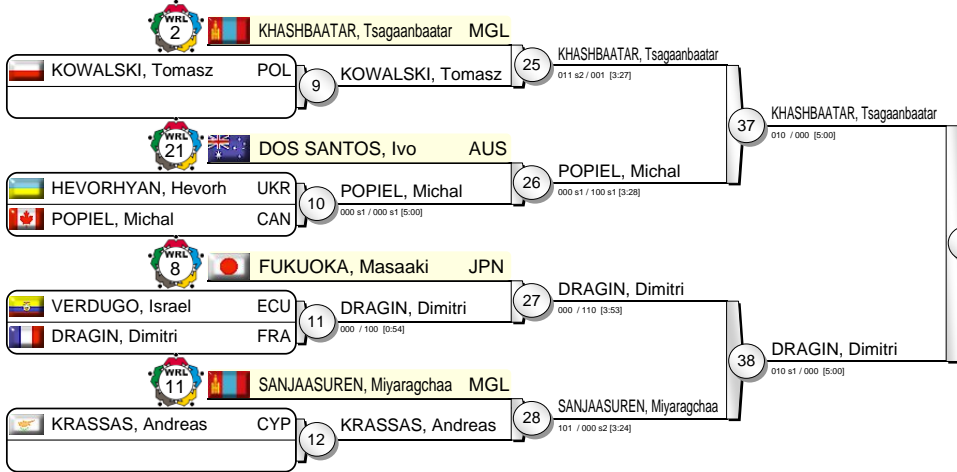 WRL
2
KHASHBAATAR, Tsagaanbaatar MGL
KOWALSKI, Tomasz POL
9
KOWALSKI, Tomasz
25
KHASHBAATAR, Tsagaanbaatar
011 s2 / 001 [3:27]
WRL
21
DOS SANTOS, Ivo AUS
HEVORHYAN, Hevorh UKR
POPIEL, Michal CAN
10
POPIEL, Michal
000 s1 / 000 s1 [5:00]
26
POPIEL, Michal
000 s1 / 100 s1 [3:28]
37
KHASHBAATAR, Tsagaanbaatar
010 / 000 [5:00]
WRL
8
FUKUOKA, Masaaki JPN
VERDUGO, Israel ECU
DRAGIN, Dimitri FRA
11
DRAGIN, Dimitri
000 / 100 [0:54]
27
DRAGIN, Dimitri
000 / 110 [3:53]
WRL
11
SANJAASUREN, Miyaragchaa MGL
KRASSAS, Andreas CYP
12
KRASSAS, Andreas
28
SANJAASUREN, Miyaragchaa
101 / 000 s2 [3:24]
38
DRAGIN, Dimitri
010 s1 / 000 [5:00]